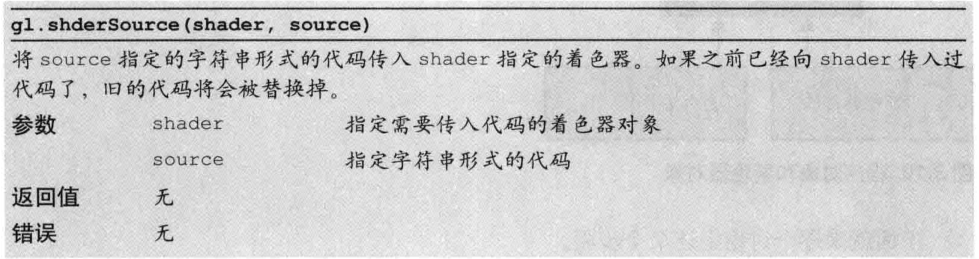 gl.shderSource(shader, source)
将 source 指定的字符串形式的代码传入 shader 指定的着色器。如果之前已经向 shader 传入过
代码了，旧的代码将会被替换掉。
参数 shader 指定需要传入代码的着色器对象
source 指定字符串形式的代码
返回值 无
错误 无